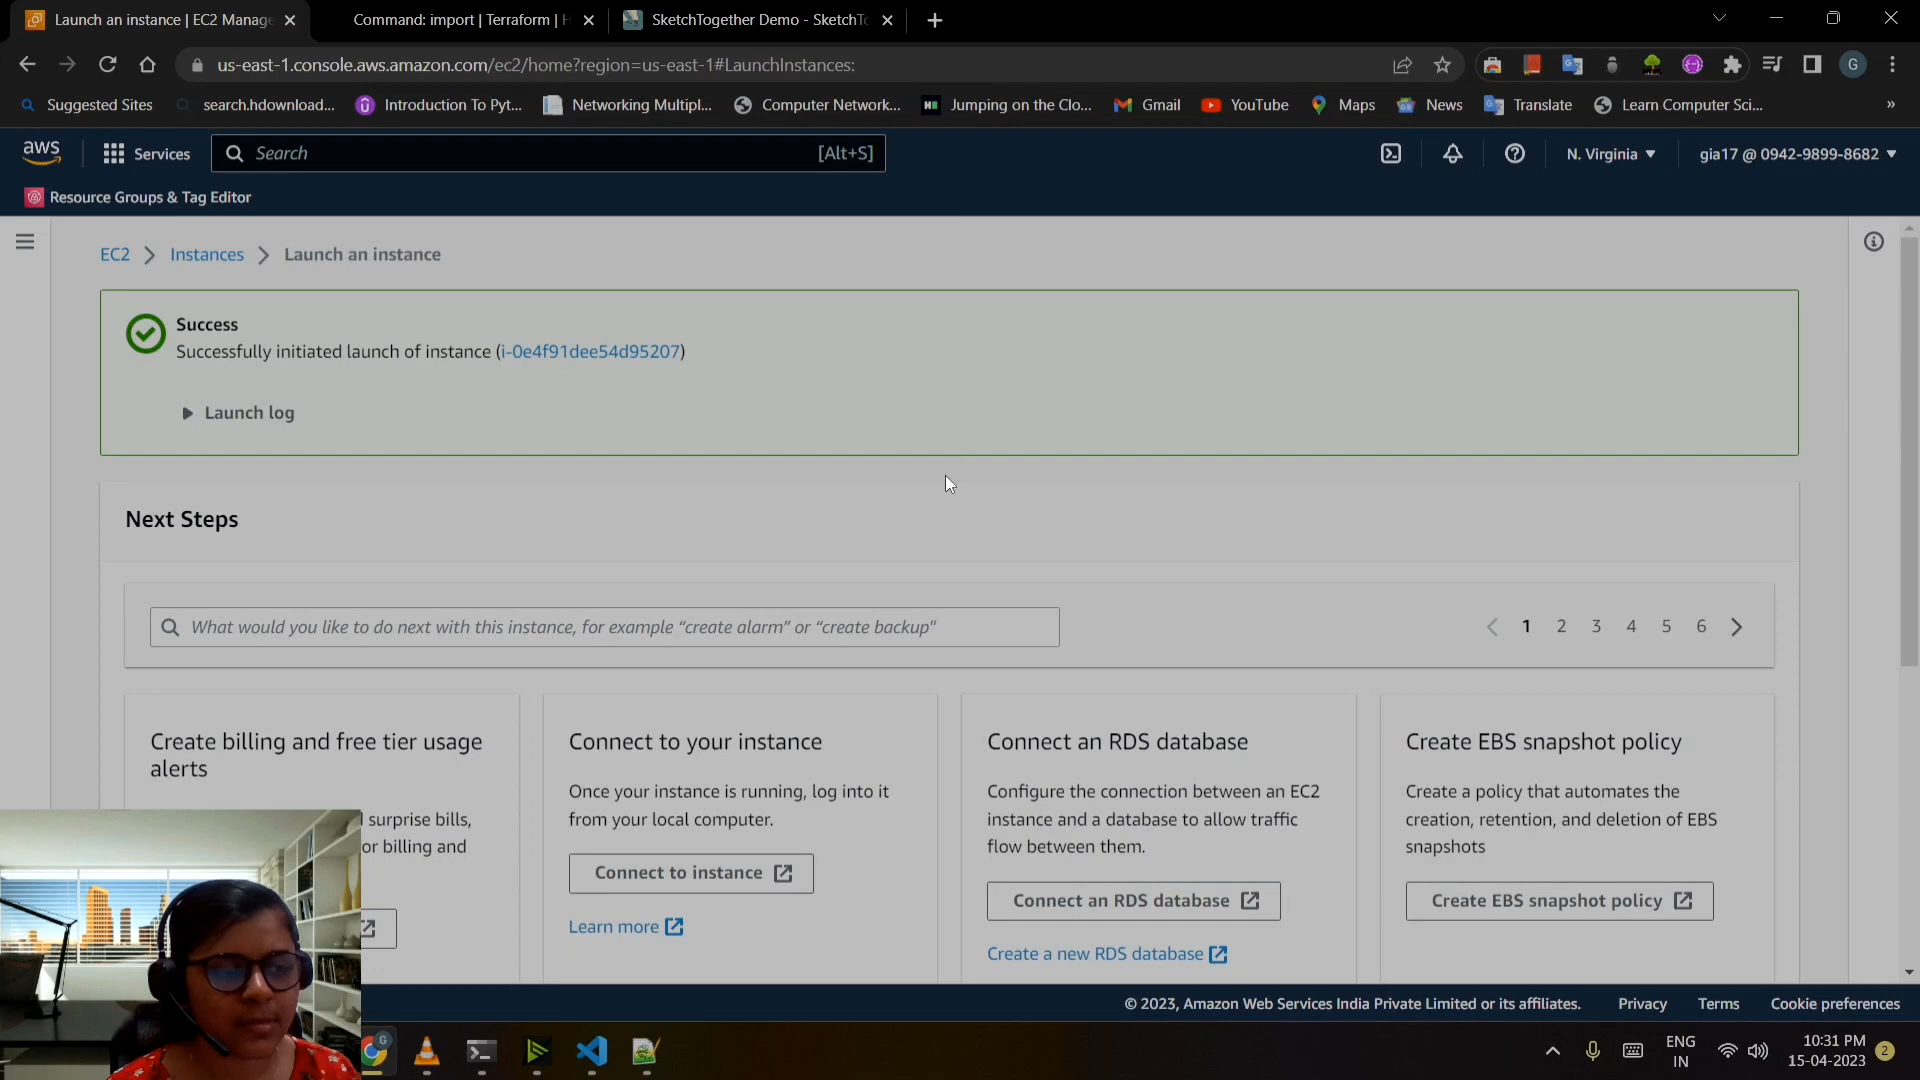 Launch an instance | EC2 Manage
Command: import | Terraform | H
SketchTogether Demo - SketchTo
us-east-1.console.aws.amazon.com/ec2/home?region=us-east-1#LaunchInstances:
G
Suggested Sites
search.hdownload...
Introduction To Pyt...
Networking Multipl...
Computer Network...
Jumping on the Clo...
Gmail
YouTube
Maps
News
Translate
Learn Computer Sci...
»
aws
Services
Search
[Alt+S]
N. Virginia
gia17 @ 0942-9899-8682
Resource Groups & Tag Editor
EC2
Instances
Launch an instance
Success
Successfully initiated launch of instance (i-0e4f91dee54d95207)
Launch log
Next Steps
What would you like to do next with this instance, for example “create alarm” or “create backup”
1 2 3 4 5 6
Create billing and free tier usage
alerts
surprise bills,
or billing and
Connect to your instance
Once your instance is running, log into it
from your local computer.
Connect to instance
Learn more
Connect an RDS database
Configure the connection between an EC2
instance and a database to allow traffic
flow between them.
Connect an RDS database
Create a new RDS database
Create EBS snapshot policy
Create a policy that automates the
creation, retention, and deletion of EBS
snapshots
Create EBS snapshot policy
© 2023, Amazon Web Services India Private Limited or its affiliates.
Privacy
Terms
Cookie preferences
ENG
IN
10:31 PM
15-04-2023
2